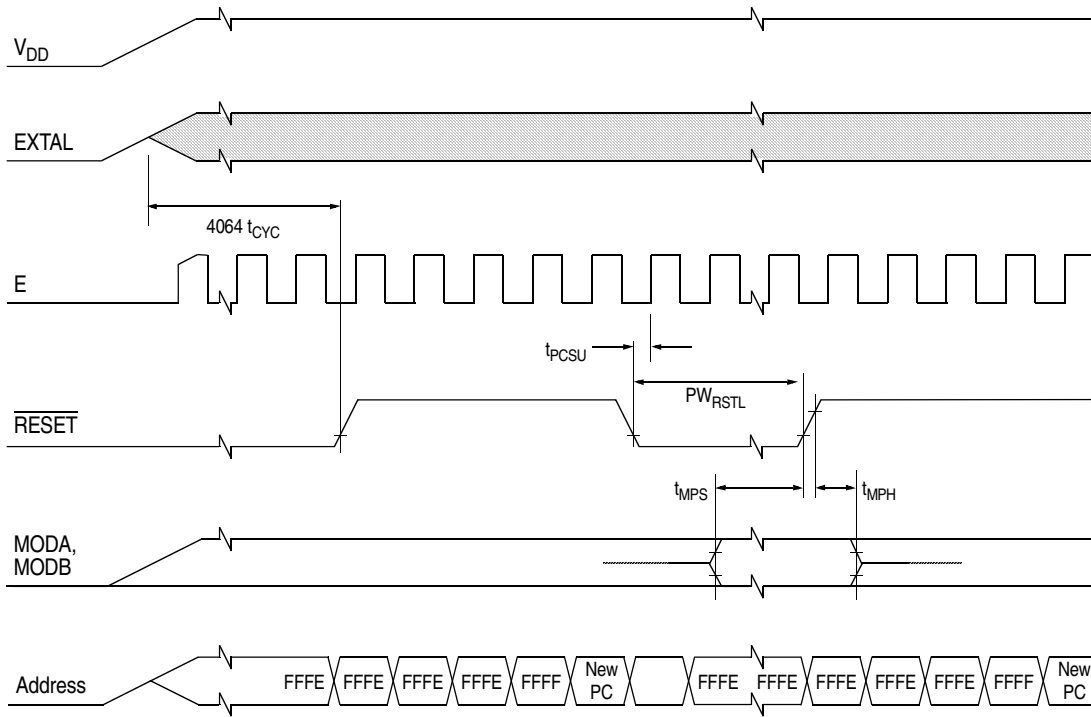 VDD
EXTAL
4064 tCYC
E
tPCSU
PWRSTL
RESET
tMPS
tMPH
MODA,
MODB
Address
FFFE FFFE FFFE FFFE FFFF New PC FFFE FFFE FFFE FFFE FFFE FFFF New PC